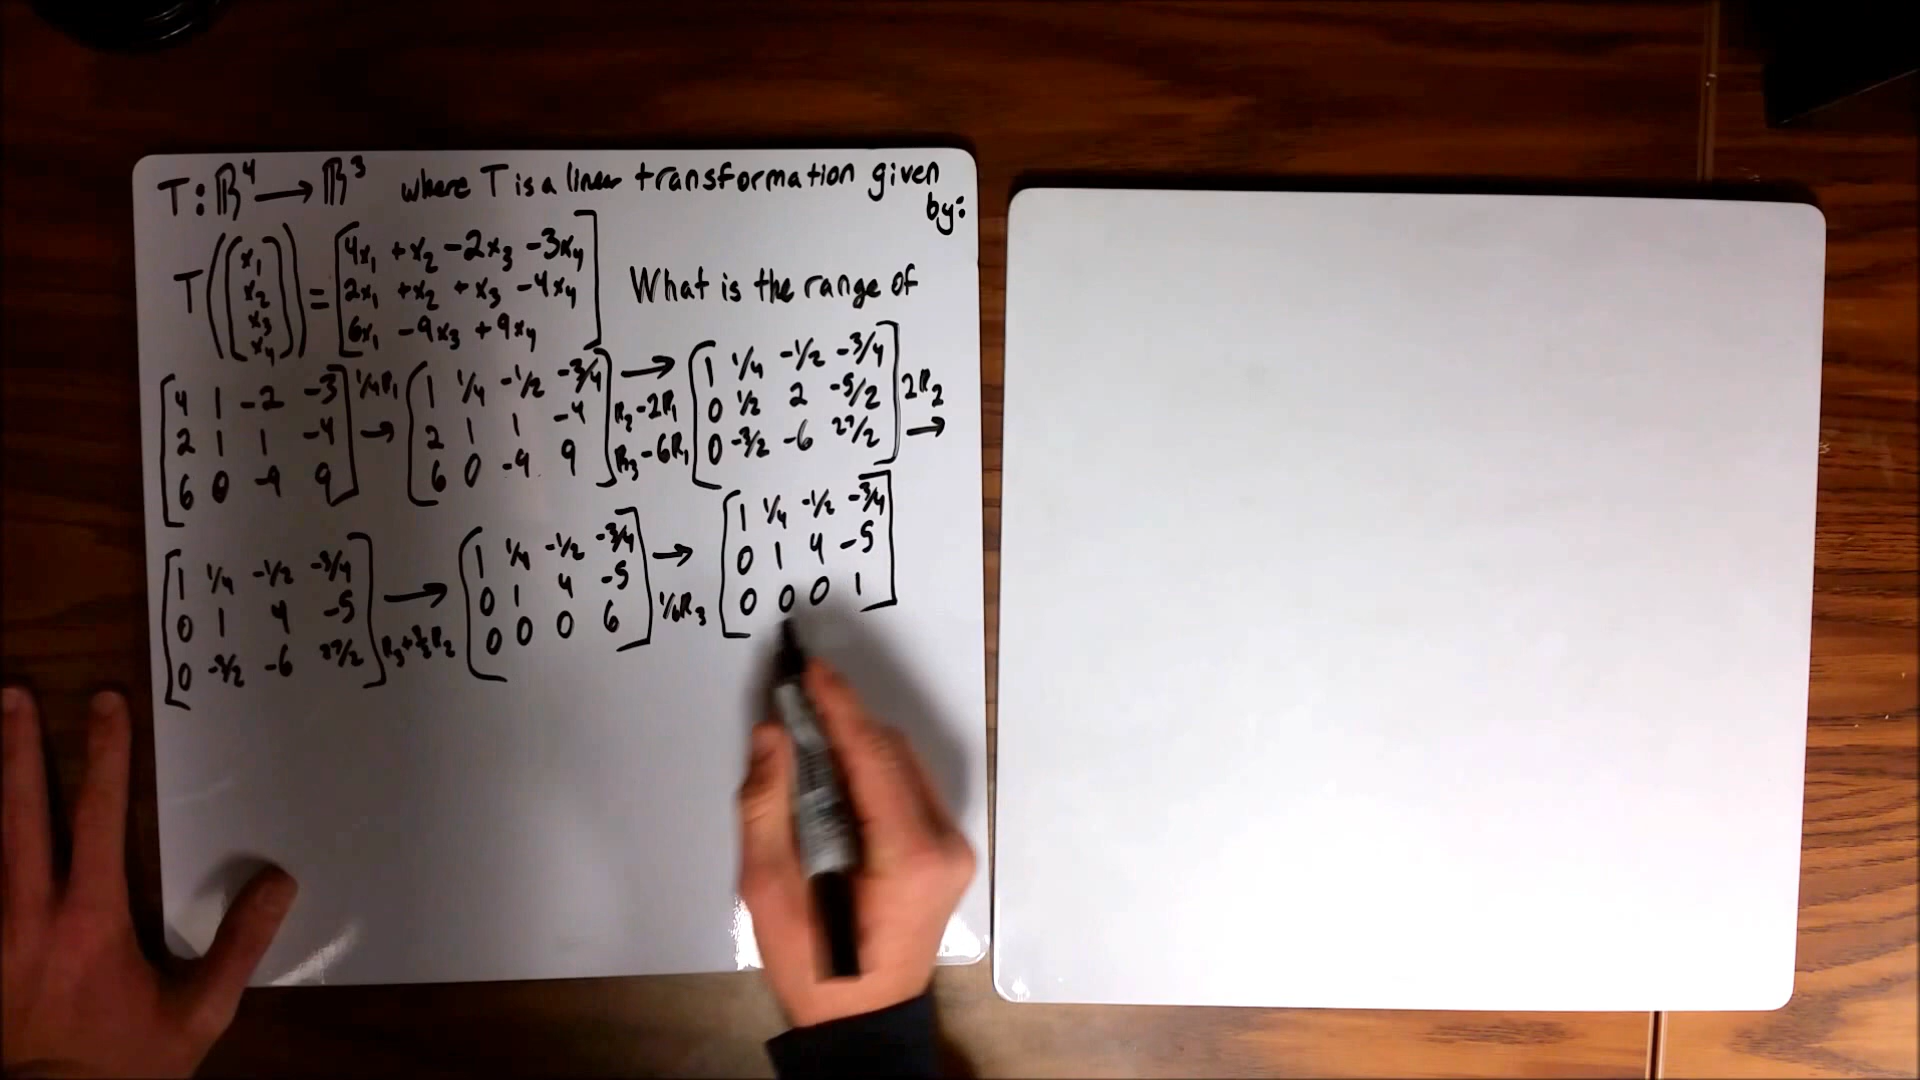 T: ℝ⁴ → ℝ³ where T is a linear transformation given
by:
T([x₁ x₂ x₃ x₄]) = [4x₁ + x₂ - 2x₃ - 3x₄
2x₁ + x₂ + x₃ - 4x₄
6x₁ - 9x₃ + 9x₄]
What is the range of
[4 1 -2 -3
2 1 1 -4
6 0 -9 9]
1/4R₁ →
[1 1/4 -1/2 -3/4
2 1 1 -4
6 0 -9 9]
→ R₂-2R₁
R₃-6R₁
[1 1/4 -1/2 -3/4
0 1/2 2 -5/2
0 -3/2 -6 27/2]
2R₂ →
[1 1/4 -1/2 -3/4
0 1 4 -5
0 -3/2 -6 27/2]
→ R₃+3/2R₂
[1 1/4 -1/2 -3/4
0 1 4 -5
0 0 0 6]
→ 1/6R₃
[1 1/4 -1/2 -3/4
0 1 4 -5
0 0 0 1]